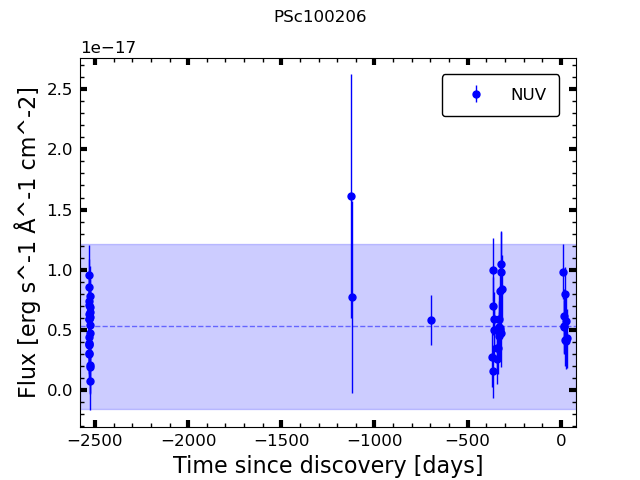 PSc100206
1e−17
NUV
2.5
2.0
1.5
1.0
0.5
0.0
Flux [erg s^-1 Å^-1 cm^-2]
−2500 −2000 −1500 −1000 −500 0
Time since discovery [days]